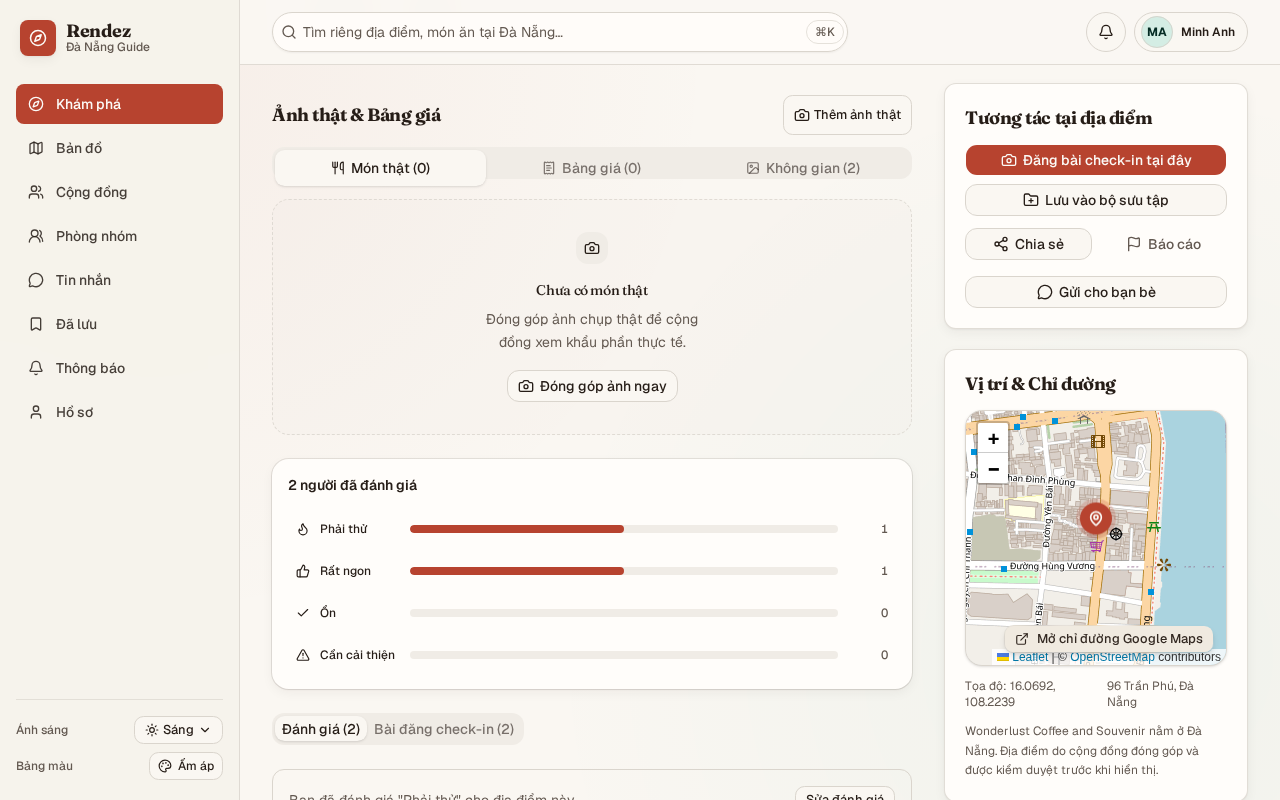 Rendez
Đà Nẵng Guide
Khám phá
Bản đồ
Cộng đồng
Phòng nhóm
Tin nhắn
Đã lưu
Thông báo
Hồ sơ
Ánh sáng
Sáng
Bảng màu
Ấm áp
Tìm riêng địa điểm, món ăn tại Đà Nẵng…
⌘K
MA
Minh Anh
Ảnh thật & Bảng giá
Thêm ảnh thật
Món thật (0)
Bảng giá (0)
Không gian (2)
Chưa có món thật
Đóng góp ảnh chụp thật để cộng
đồng xem khẩu phần thực tế.
Đóng góp ảnh ngay
2 người đã đánh giá
Phải thử
1
Rất ngon
1
Ổn
0
Cần cải thiện
0
Đánh giá (2)
Bài đăng check-in (2)
Bạn đã đánh giá "Phải thử" cho địa điểm này
Sửa đánh giá
Tương tác tại địa điểm
Đăng bài check-in tại đây
Lưu vào bộ sưu tập
Chia sẻ
Báo cáo
Gửi cho bạn bè
Vị trí & Chỉ đường
+
−
Phan Đình Phùng
Đường Yên Bái
Đường Hùng Vương
Mở chỉ đường Google Maps
Leaflet | © OpenStreetMap contributors
Tọa độ: 16.0692,
108.2239
96 Trần Phú, Đà
Nẵng
Wonderlust Coffee and Souvenir nằm ở Đà
Nẵng. Địa điểm do cộng đồng đóng góp và
được kiểm duyệt trước khi hiển thị.